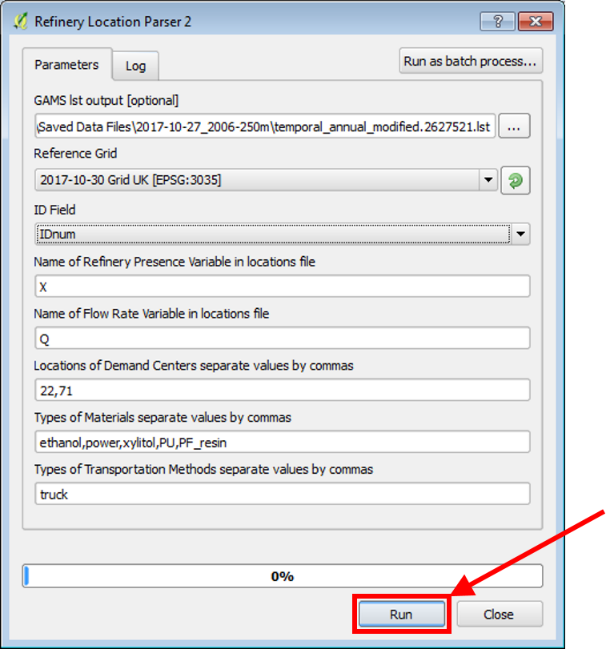 Refinery Location Parser 2
Parameters
Log
Run as batch process...
GAMS lst output [optional]
\Saved Data Files\2017-10-27_2006-250m\temporal_annual_modified.2627521.lst
...
Reference Grid
2017-10-30 Grid UK [EPSG:3035]
ID Field
IDnum
Name of Refinery Presence Variable in locations file
X
Name of Flow Rate Variable in locations file
Q
Locations of Demand Centers separate values by commas
22,71
Types of Materials separate values by commas
ethanol,power,xylitol,PU,PF_resin
Types of Transportation Methods separate values by commas
truck
0%
Run
Close